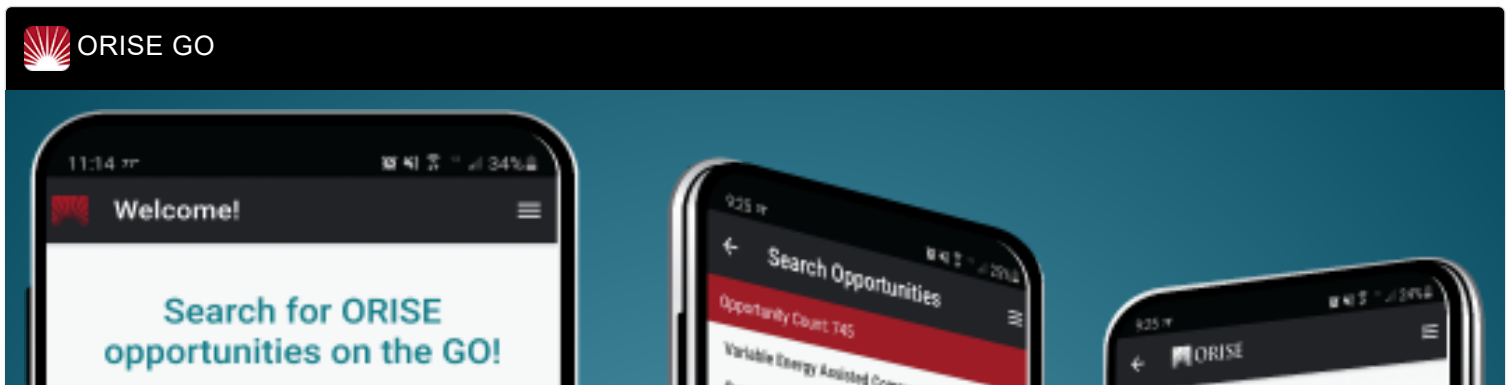 ORISE GO
11:14
34%
Welcome!
Search for ORISE
opportunities on the GO!
9:25
Search Opportunities
Opportunity Count: 745
Variable Energy Assisted
9:25
ORISE